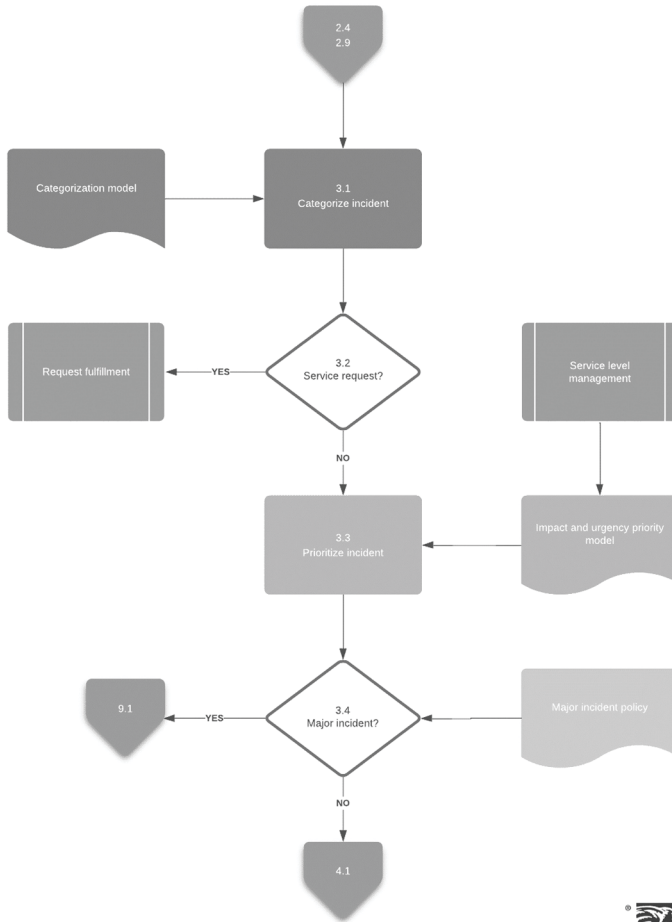 2.4
2.9
Categorization model
3.1
Categorize incident
Request fulfillment
YES
3.2
Service request?
Service level
management
NO
3.3
Prioritize incident
Impact and urgency priority
model
9.1
YES
3.4
Major incident?
Major incident policy
NO
4.1
®